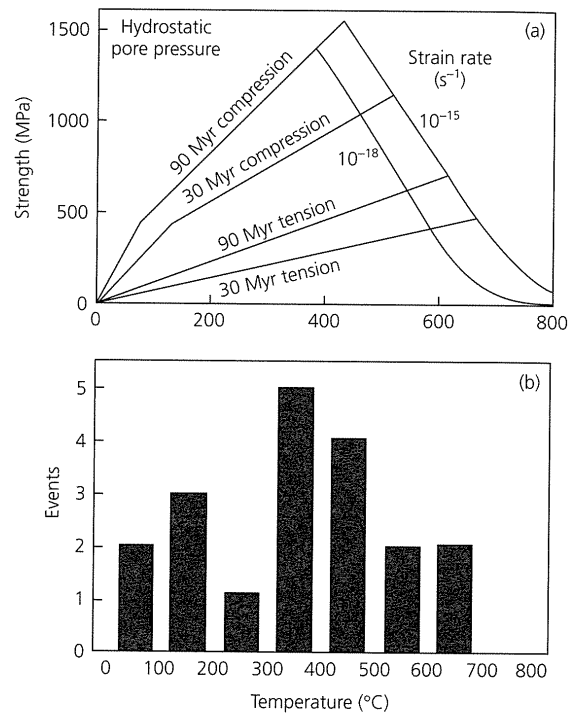 (a)
Hydrostatic
pore pressure
Strain rate
(s⁻¹)
1500
1000
500
0
Strength (MPa)
90 Myr compression
30 Myr compression
90 Myr tension
30 Myr tension
10⁻¹⁸
10⁻¹⁵
0 200 400 600 800
(b)
5
4
3
2
1
0
Events
0 100 200 300 400 500 600 700 800
Temperature (°C)